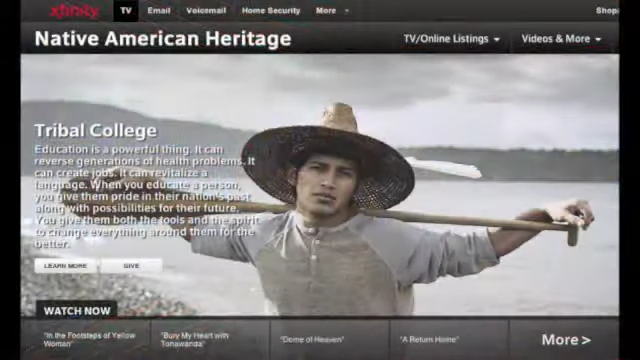 xfinity TV Email Voicemail Home Security More Shop
Native American Heritage TV/Online Listings Videos & More
Tribal College
Education is a powerful thing. It can
reverse generations of health problems. It
can create jobs. It can revitalize a
language. When you educate a person,
you give them pride in their nation's past
along with possibilities for their future.
You give them both the tools and the spirit
to change everything around them for the
better.
LEARN MORE GIVE
WATCH NOW
"In the Footsteps of Yellow
Woman"
"Bury My Heart with
Tonawanda"
"Dome of Heaven"
"A Return Home"
More >